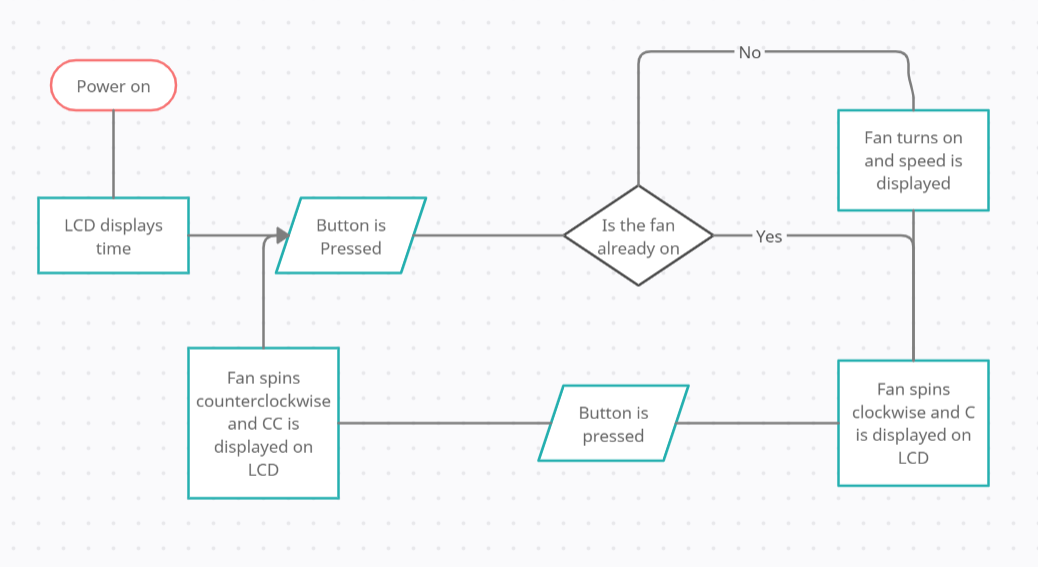 Power on
LCD displays
time
Button is
Pressed
Is the fan
already on
No
Yes
Fan turns on
and speed is
displayed
Fan spins
clockwise and C
is displayed on
LCD
Button is
pressed
Fan spins
counterclockwise
and CC is
displayed on
LCD